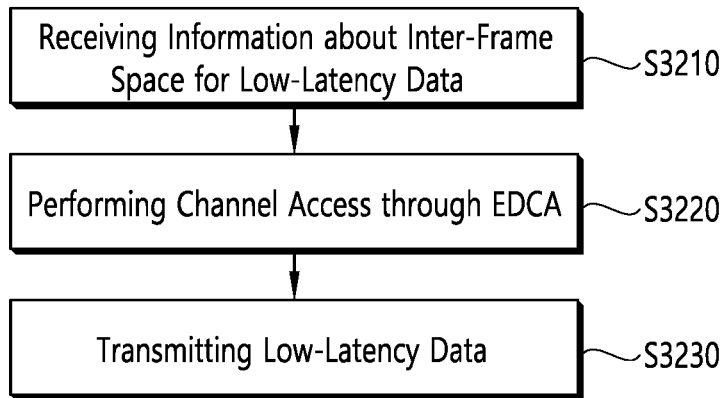 Receiving Information about Inter-Frame
Space for Low-Latency Data
S3210
Performing Channel Access through EDCA
S3220
Transmitting Low-Latency Data
S3230